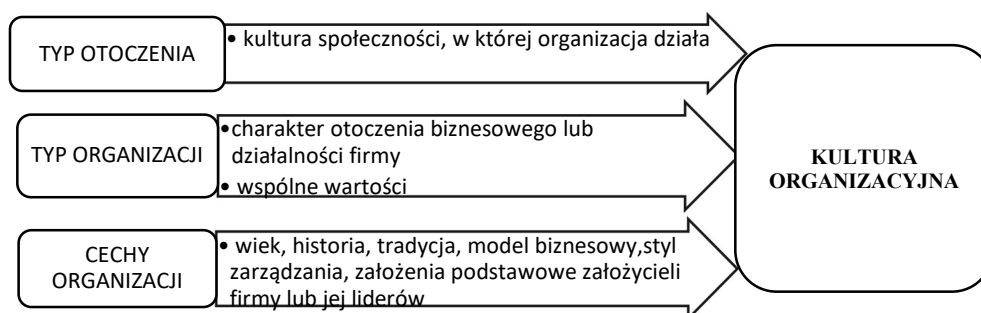 TYP OTOCZENIA
• kultura społeczności, w której organizacja działa
TYP ORGANIZACJI
•charakter otoczenia biznesowego lub
działalności firmy
• wspólne wartości
CECHY
ORGANIZACJI
• wiek, historia, tradycja, model biznesowy,styl
zarządzania, założenia podstawowe założycieli
firmy lub jej liderów
KULTURA
ORGANIZACYJNA